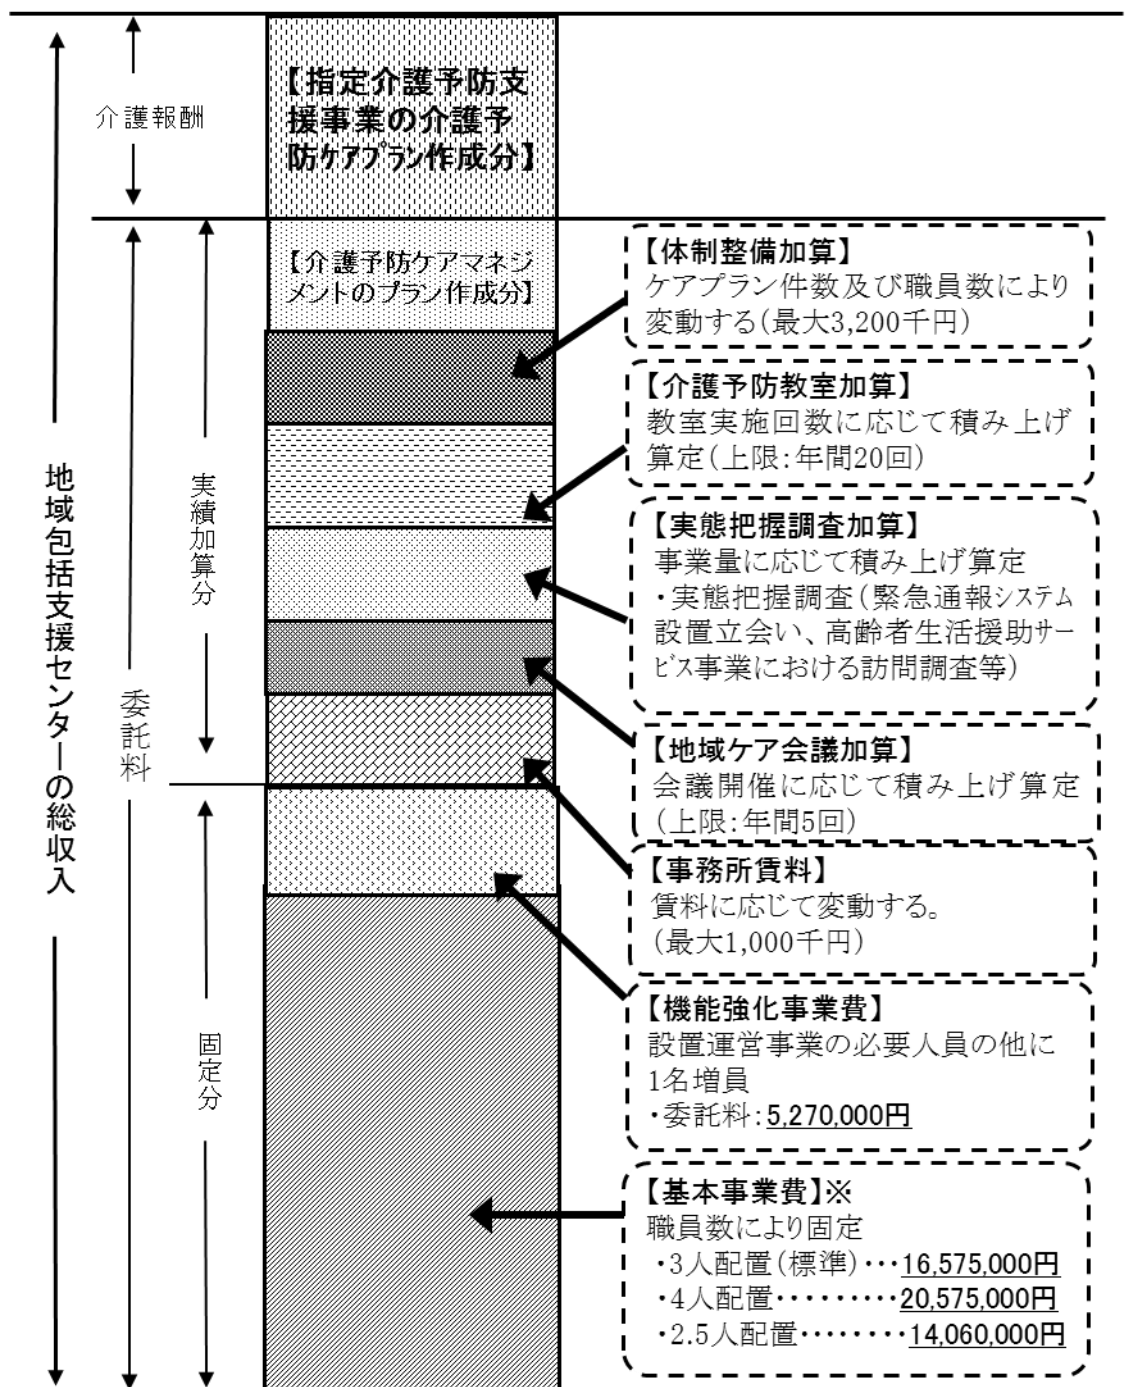 介護報酬
【指定介護予防支
援事業の介護予
防ケアプラン作成分】
地域包括支援センターの総収入
委託料
実績加算分
固定分
【介護予防ケアマネジ
メントのプラン作成分】
【体制整備加算】
ケアプラン件数及び職員数により
変動する(最大3,200千円)
【介護予防教室加算】
教室実施回数に応じて積み上げ
算定(上限:年間20回)
【実態把握調査加算】
事業量に応じて積み上げ算定
・実態把握調査(緊急通報システム
設置立会い、高齢者生活援助サー
ビス事業における訪問調査等)
【地域ケア会議加算】
会議開催に応じて積み上げ算定
(上限:年間5回)
【事務所賃料】
賃料に応じて変動する。
(最大1,000千円)
【機能強化事業費】
設置運営事業の必要人員の他に
1名増員
・委託料:5,270,000円
【基本事業費】※
職員数により固定
・3人配置(標準)・・・16,575,000円
・4人配置・・・・・・・・・20,575,000円
・2.5人配置・・・・・・・・14,060,000円